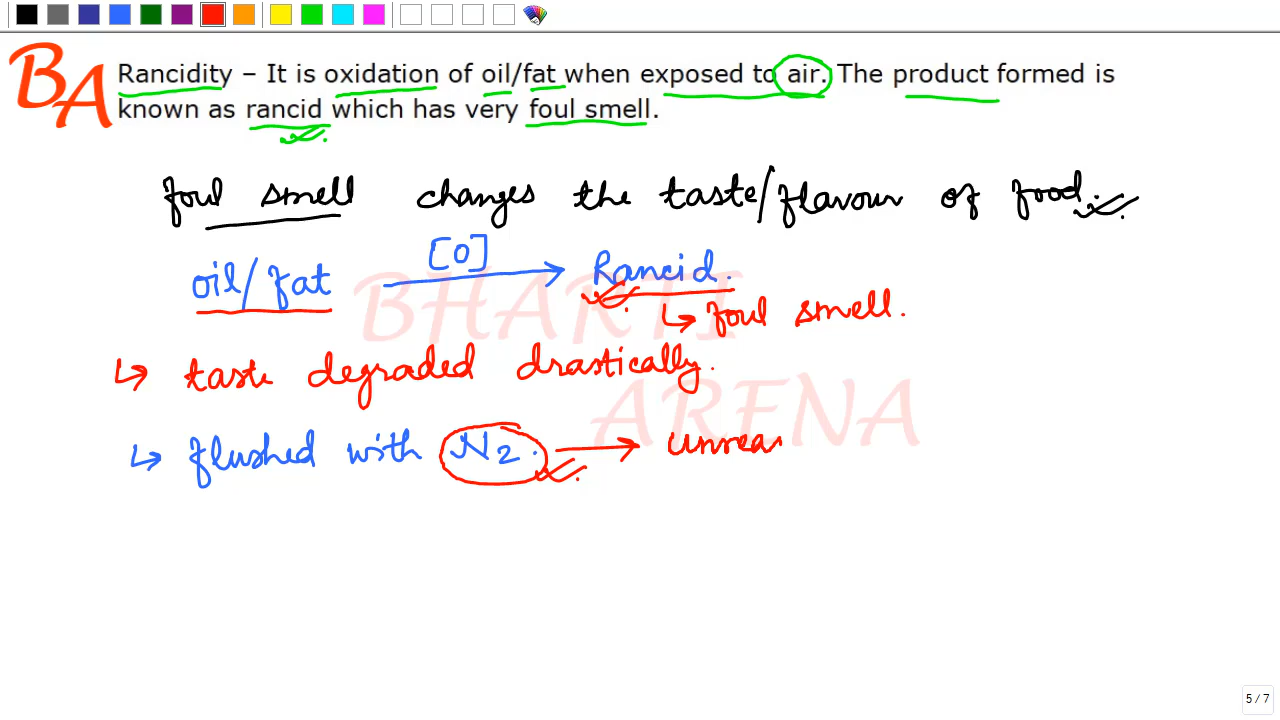 BA
Rancidity – It is oxidation of oil/fat when exposed to air. The product formed is
known as rancid which has very foul smell.
foul smell changes the taste/flavour of food.
[O]
oil/fat → Rancid.
↳ foul smell.
BHARTI
↳ taste degraded drastically.
ARENA
↳ flushed with N2. → unrea
5 / 7